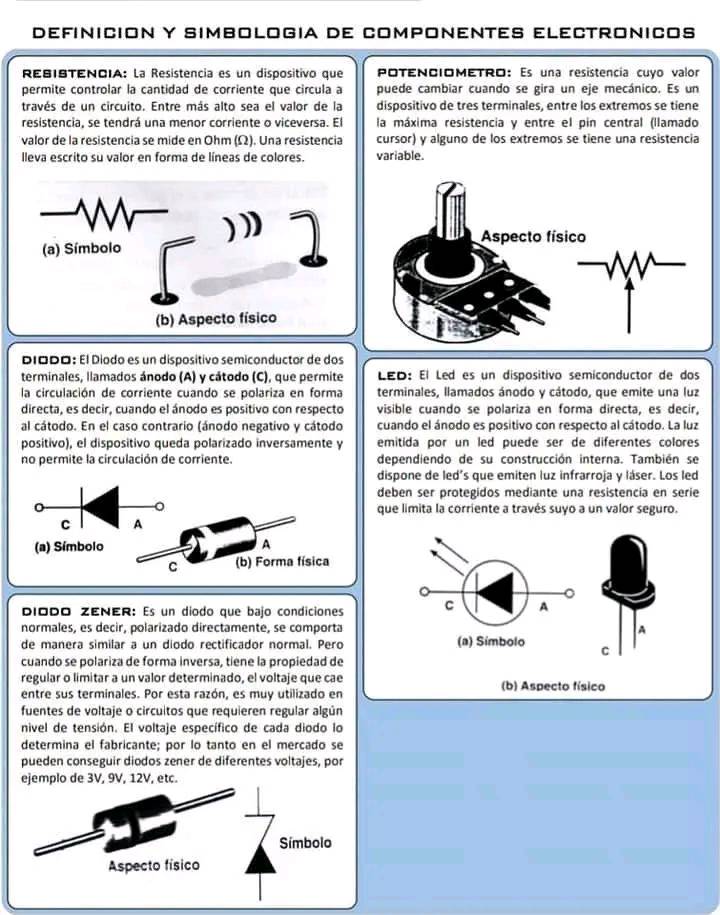 DEFINICION Y SIMBOLOGIA DE COMPONENTES ELECTRONICOS
RESISTENCIA: La Resistencia es un dispositivo que
permite controlar la cantidad de corriente que circula a
través de un circuito. Entre más alto sea el valor de la
resistencia, se tendrá una menor corriente o viceversa. El
valor de la resistencia se mide en Ohm (Ω). Una resistencia
lleva escrito su valor en forma de líneas de colores.
(a) Símbolo
(b) Aspecto físico
DIODO: El Diodo es un dispositivo semiconductor de dos
terminales, llamados ánodo (A) y cátodo (C), que permite
la circulación de corriente cuando se polariza en forma
directa, es decir, cuando el ánodo es positivo con respecto
al cátodo. En el caso contrario (ánodo negativo y cátodo
positivo), el dispositivo queda polarizado inversamente y
no permite la circulación de corriente.
C A
(a) Símbolo
C A
(b) Forma física
DIODO ZENER: Es un diodo que bajo condiciones
normales, es decir, polarizado directamente, se comporta
de manera similar a un diodo rectificador normal. Pero
cuando se polariza de forma inversa, tiene la propiedad de
regular o limitar a un valor determinado, el voltaje que cae
entre sus terminales. Por esta razón, es muy utilizado en
fuentes de voltaje o circuitos que requieren regular algún
nivel de tensión. El voltaje específico de cada diodo lo
determina el fabricante; por lo tanto en el mercado se
pueden conseguir diodos zener de diferentes voltajes, por
ejemplo de 3V, 9V, 12V, etc.
Aspecto físico
Símbolo
POTENCIOMETRO: Es una resistencia cuyo valor
puede cambiar cuando se gira un eje mecánico. Es un
dispositivo de tres terminales, entre los extremos se tiene
la máxima resistencia y entre el pin central (llamado
cursor) y alguno de los extremos se tiene una resistencia
variable.
Aspecto físico
LED: El Led es un dispositivo semiconductor de dos
terminales, llamados ánodo y cátodo, que emite una luz
visible cuando se polariza en forma directa, es decir,
cuando el ánodo es positivo con respecto al cátodo. La luz
emitida por un led puede ser de diferentes colores
dependiendo de su construcción interna. También se
dispone de led's que emiten luz infrarroja y láser. Los led
deben ser protegidos mediante una resistencia en serie
que limita la corriente a través suyo a un valor seguro.
C A
(a) Símbolo
C A
(b) Aspecto físico